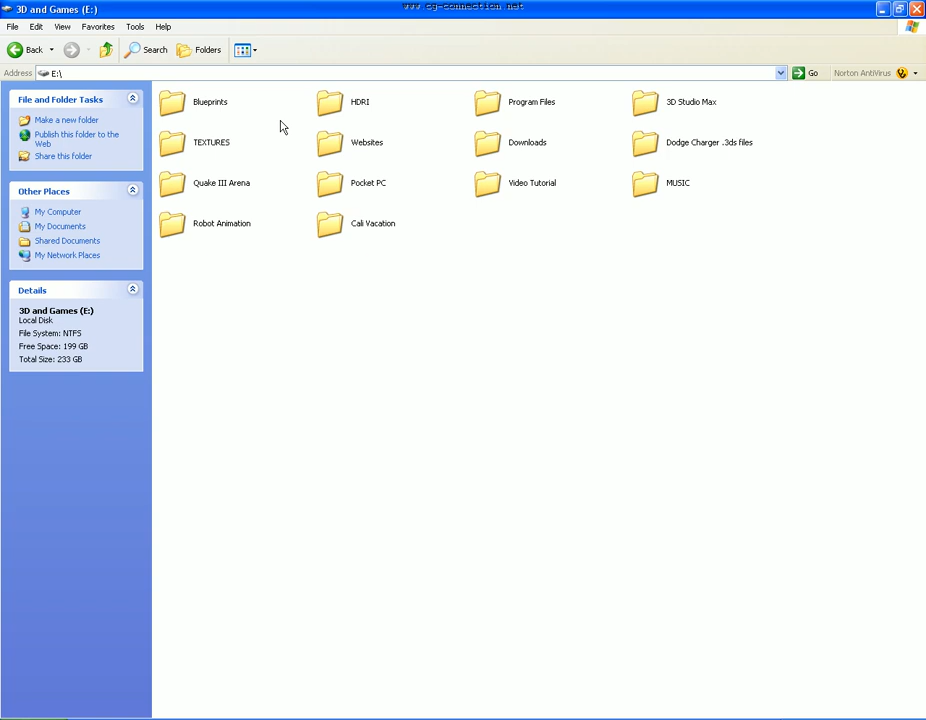 3D and Games (E:)
www.cg-connection.net
File Edit View Favorites Tools Help
Back Search Folders
Address E:\ Go Norton AntiVirus
File and Folder Tasks
Make a new folder
Publish this folder to the
Web
Share this folder
Other Places
My Computer
My Documents
Shared Documents
My Network Places
Details
3D and Games (E:)
Local Disk
File System: NTFS
Free Space: 199 GB
Total Size: 233 GB
Blueprints HDRI Program Files 3D Studio Max
TEXTURES Websites Downloads Dodge Charger .3ds files
Quake III Arena Pocket PC Video Tutorial MUSIC
Robot Animation Cali Vacation